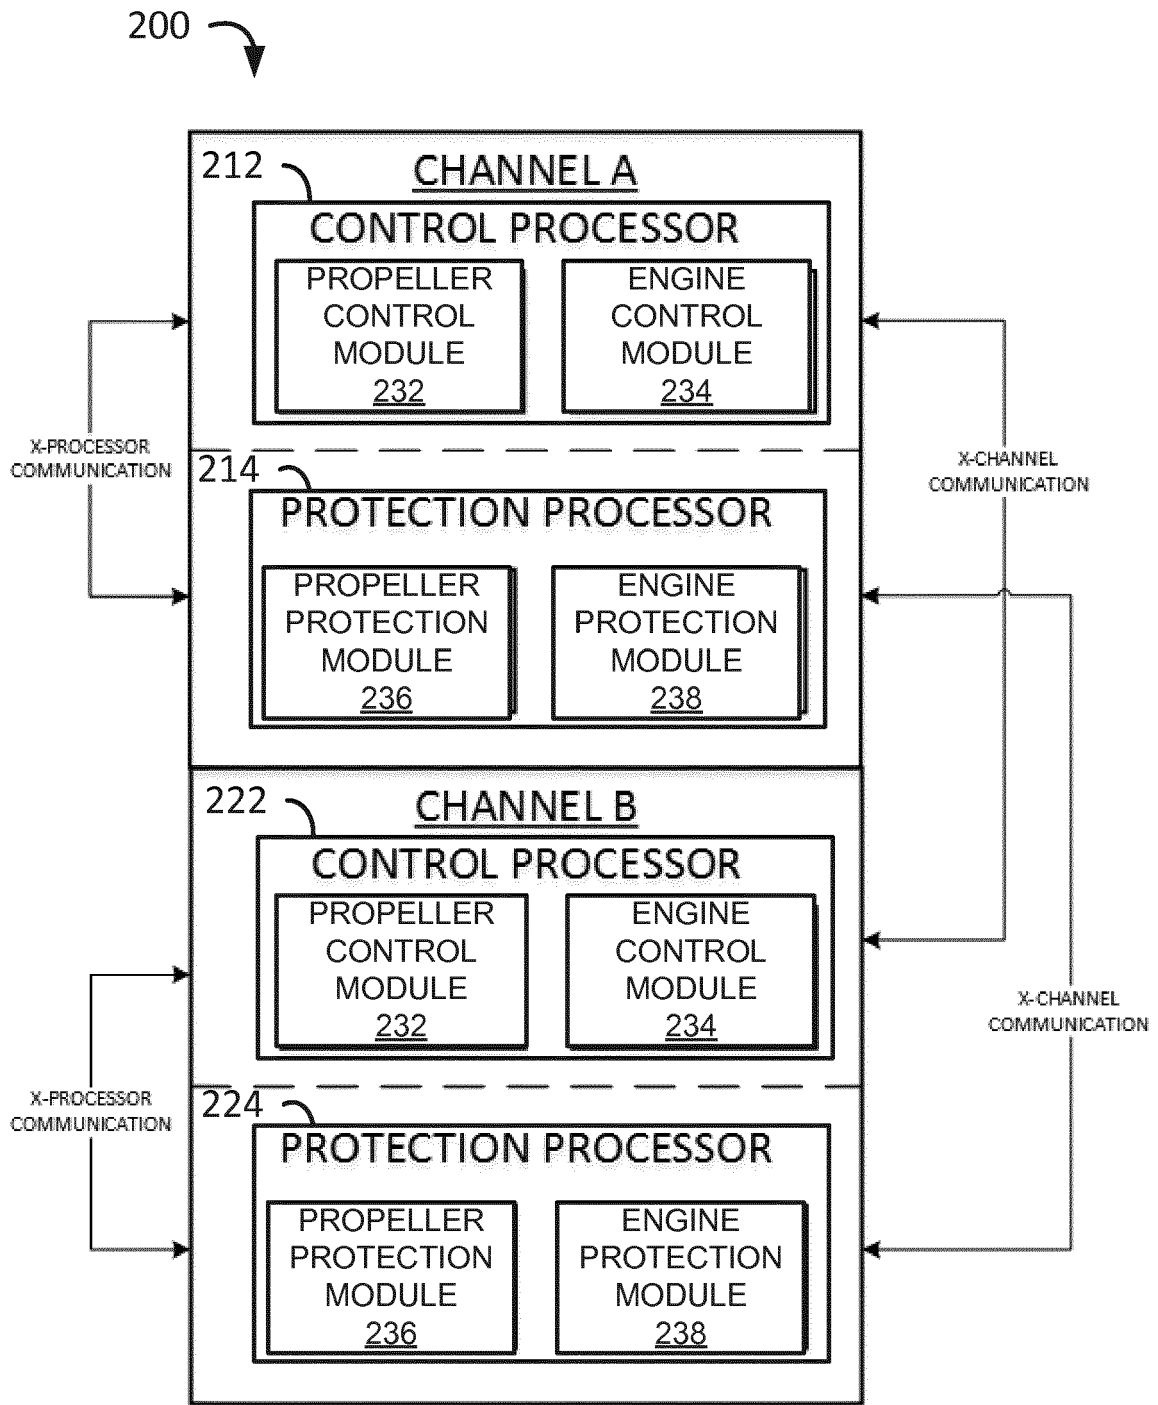 200
212
CHANNEL A
CONTROL PROCESSOR
PROPELLER
CONTROL
MODULE
232
ENGINE
CONTROL
MODULE
234
X-PROCESSOR
COMMUNICATION
X-CHANNEL
COMMUNICATION
214
PROTECTION PROCESSOR
PROPELLER
PROTECTION
MODULE
236
ENGINE
PROTECTION
MODULE
238
222
CHANNEL B
CONTROL PROCESSOR
PROPELLER
CONTROL
MODULE
232
ENGINE
CONTROL
MODULE
234
X-CHANNEL
COMMUNICATION
X-PROCESSOR
COMMUNICATION
224
PROTECTION PROCESSOR
PROPELLER
PROTECTION
MODULE
236
ENGINE
PROTECTION
MODULE
238